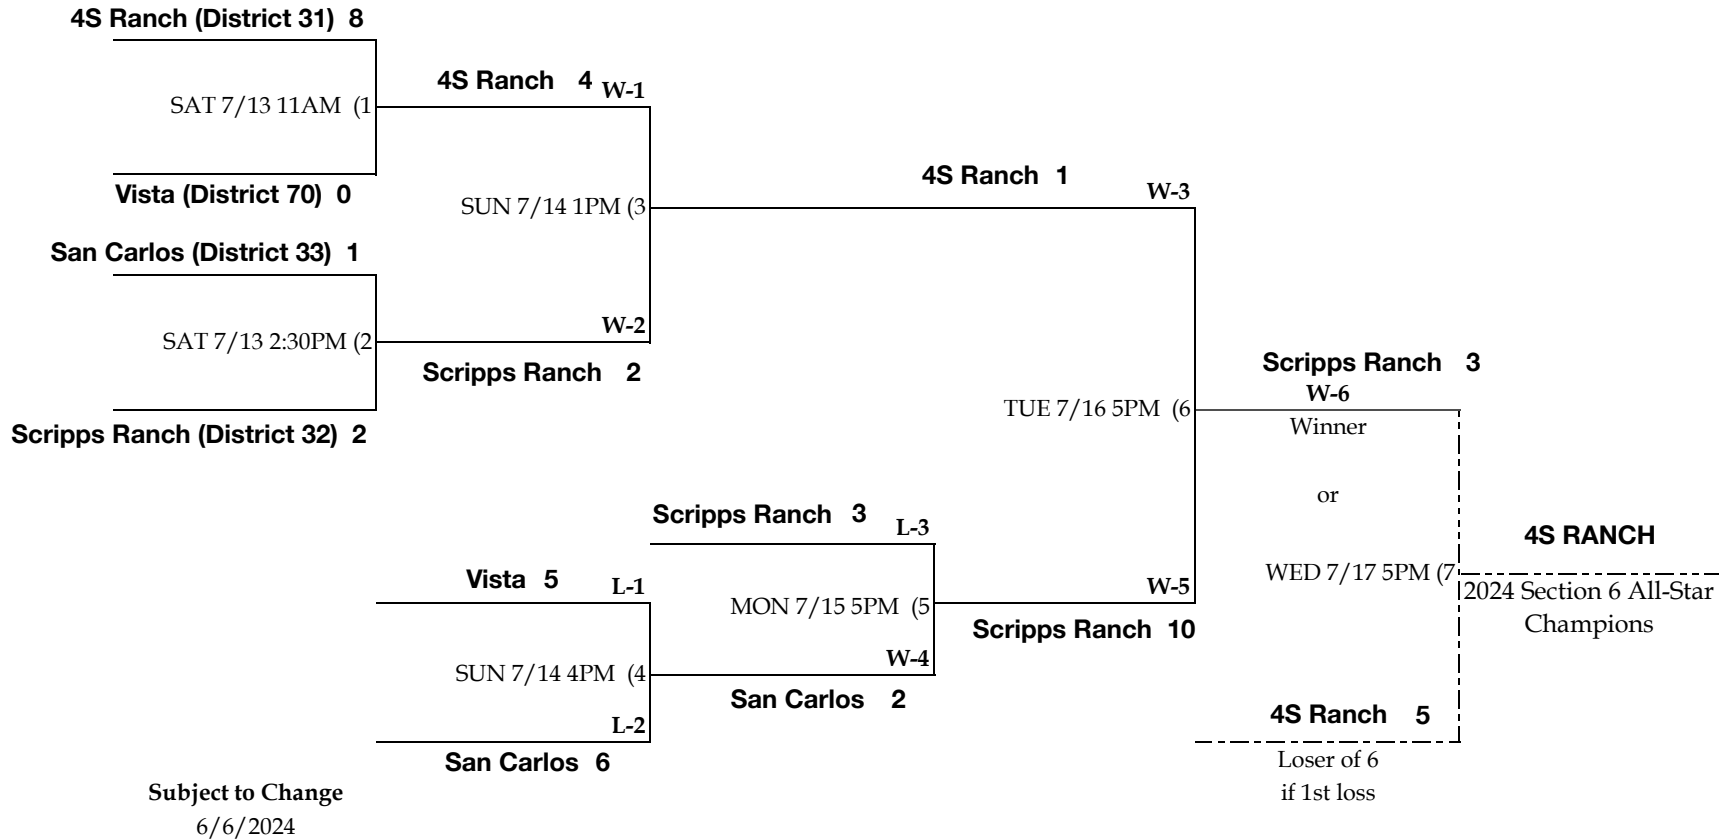 4S Ranch (District 31) 8
SAT 7/13 11AM (1
Vista (District 70) 0
4S Ranch 4
W-1
San Carlos (District 33) 1
SAT 7/13 2:30PM (2
Scripps Ranch (District 32) 2
SUN 7/14 1PM (3
W-2
Scripps Ranch 2
4S Ranch 1
W-3
TUE 7/16 5PM (6
Scripps Ranch 3
L-3
Vista 5
L-1
SUN 7/14 4PM (4
L-2
San Carlos 6
MON 7/15 5PM (5
W-4
San Carlos 2
W-5
Scripps Ranch 10
Scripps Ranch 3
W-6
Winner
or
WED 7/17 5PM (7
4S Ranch 5
Loser of 6
if 1st loss
4S RANCH
2024 Section 6 All-Star
Champions
Subject to Change
6/6/2024